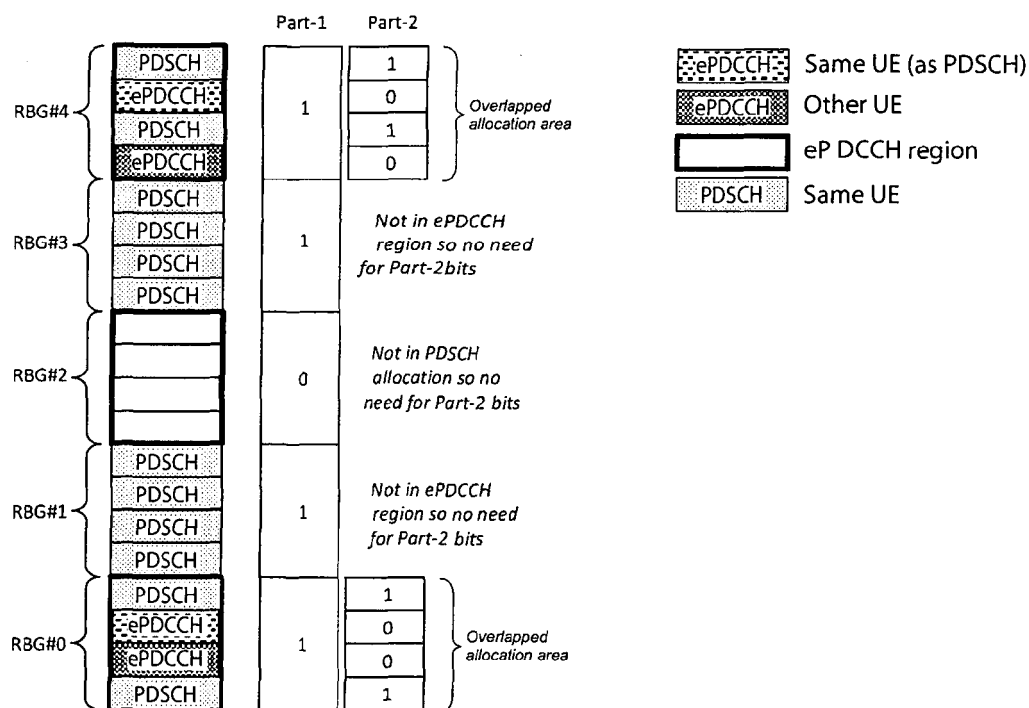 Part-1 Part-2
RBG#4
PDSCH
ePDCCH
PDSCH
ePDCCH
1
1
0
1
0
Overlapped
allocation area
RBG#3
PDSCH
PDSCH
PDSCH
PDSCH
1
Not in ePDCCH
region so no need
for Part-2bits
RBG#2
0
Not in PDSCH
allocation so no
need for Part-2 bits
RBG#1
PDSCH
PDSCH
PDSCH
PDSCH
1
Not in ePDCCH
region so no need
for Part-2 bits
RBG#0
PDSCH
ePDCCH
ePDCCH
PDSCH
1
1
0
0
1
Overlapped
allocation area
ePDCCH Same UE (as PDSCH)
ePDCCH Other UE
eP DCCH region
PDSCH Same UE